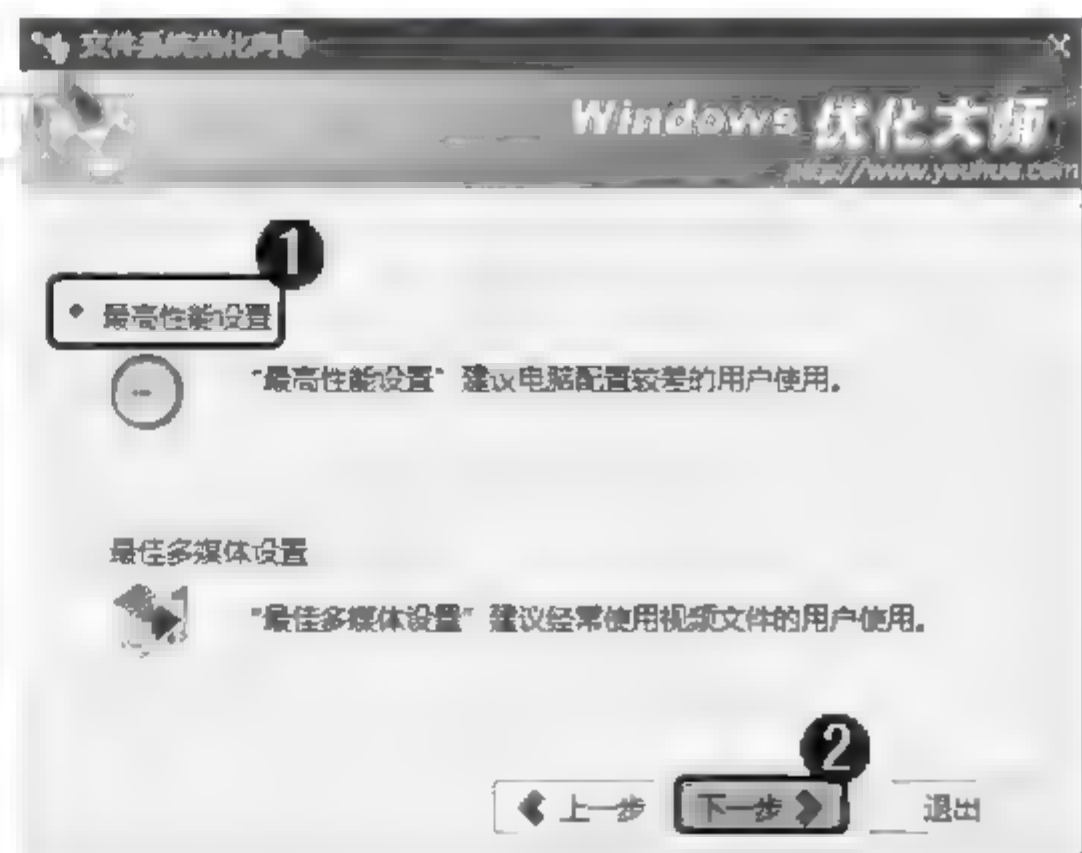 文件系统优化向导
Windows 优化大师
http://www.youhua.com
1
最高性能设置
"最高性能设置" 建议电脑配置较差的用户使用。
最佳多媒体设置
"最佳多媒体设置" 建议经常使用视频文件的用户使用。
2
上一步 下一步 退出